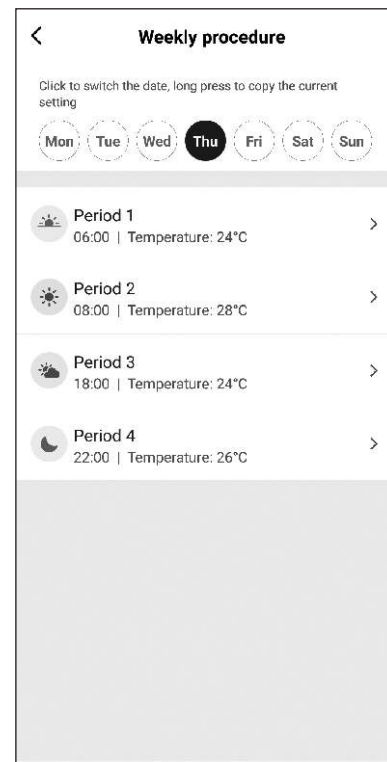 Weekly procedure
Click to switch the date, long press to copy the current
setting
Mon Tue Wed Thu Fri Sat Sun
Period 1
06:00 | Temperature: 24°C
Period 2
08:00 | Temperature: 28°C
Period 3
18:00 | Temperature: 24°C
Period 4
22:00 | Temperature: 26°C